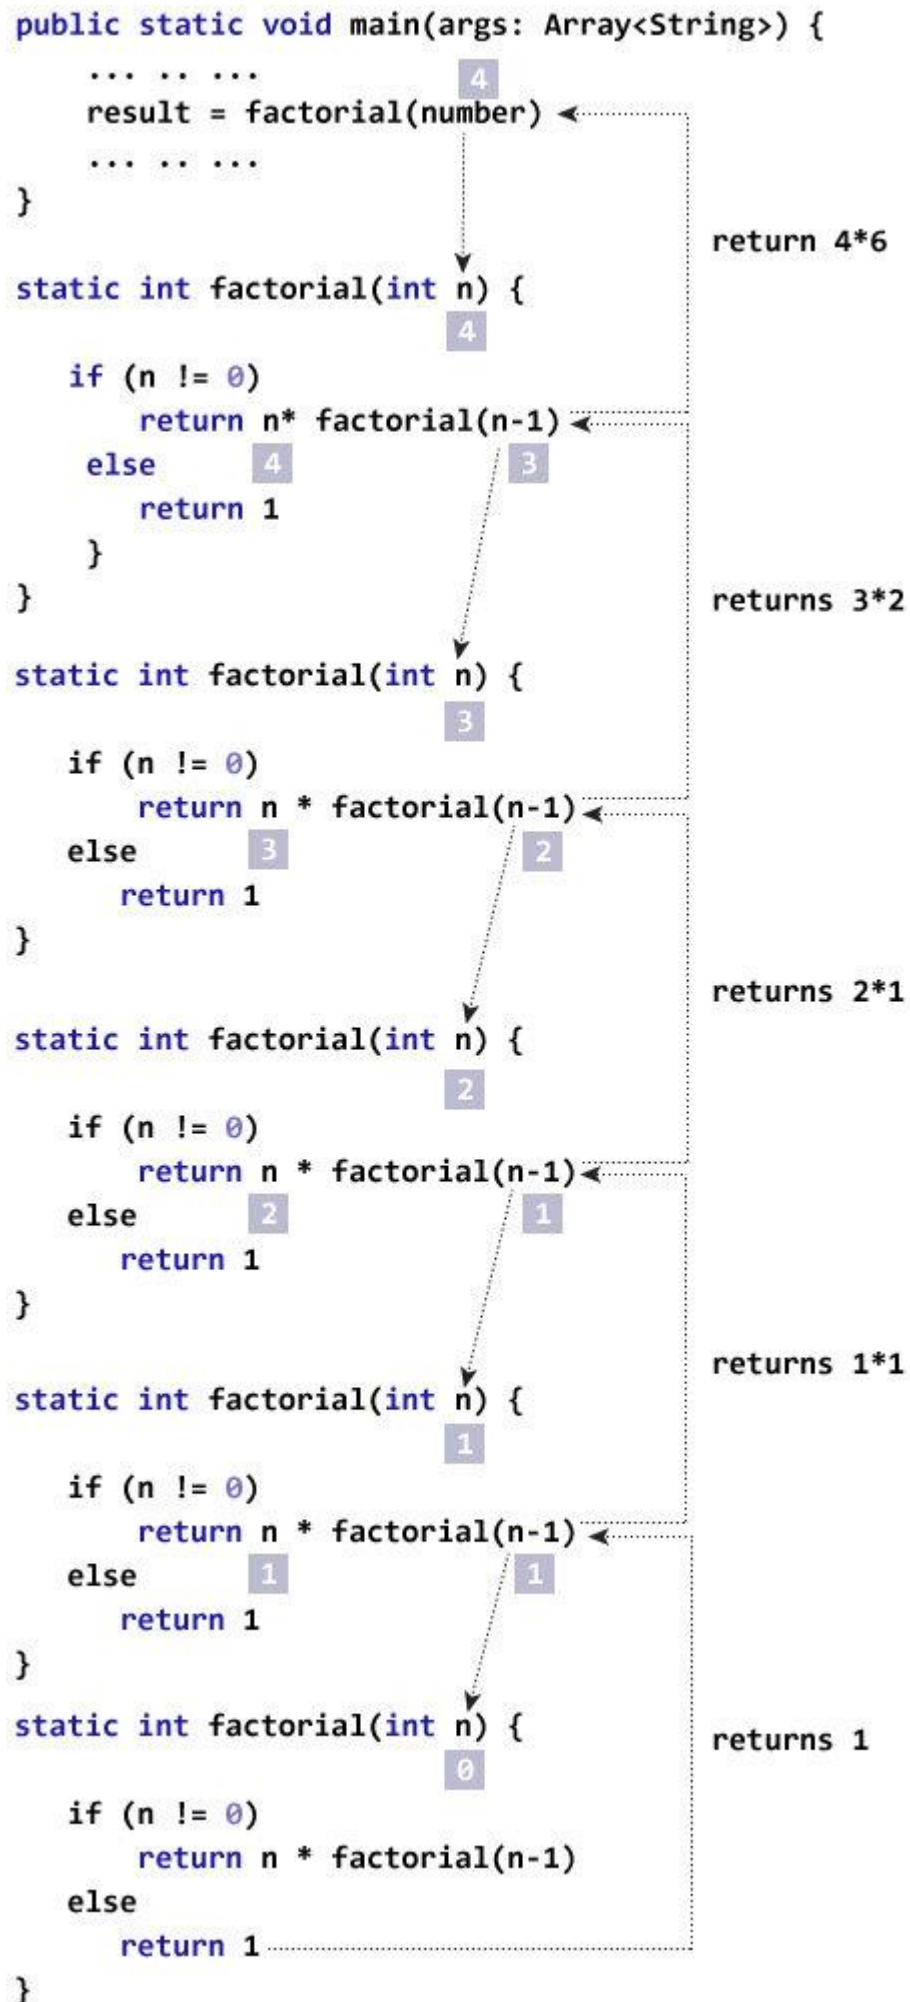 public static void main(args: Array<String>) {
... .. ...
4
result = factorial(number)
... .. ...
}
return 4*6
static int factorial(int n) {
4
if (n != 0)
return n* factorial(n-1)
else 4 3
return 1
}
}
returns 3*2
static int factorial(int n) {
3
if (n != 0)
return n * factorial(n-1)
else 3 2
return 1
}
returns 2*1
static int factorial(int n) {
2
if (n != 0)
return n * factorial(n-1)
else 2 1
return 1
}
returns 1*1
static int factorial(int n) {
1
if (n != 0)
return n * factorial(n-1)
else 1 1
return 1
}
static int factorial(int n) {
returns 1
0
if (n != 0)
return n * factorial(n-1)
else
return 1
}